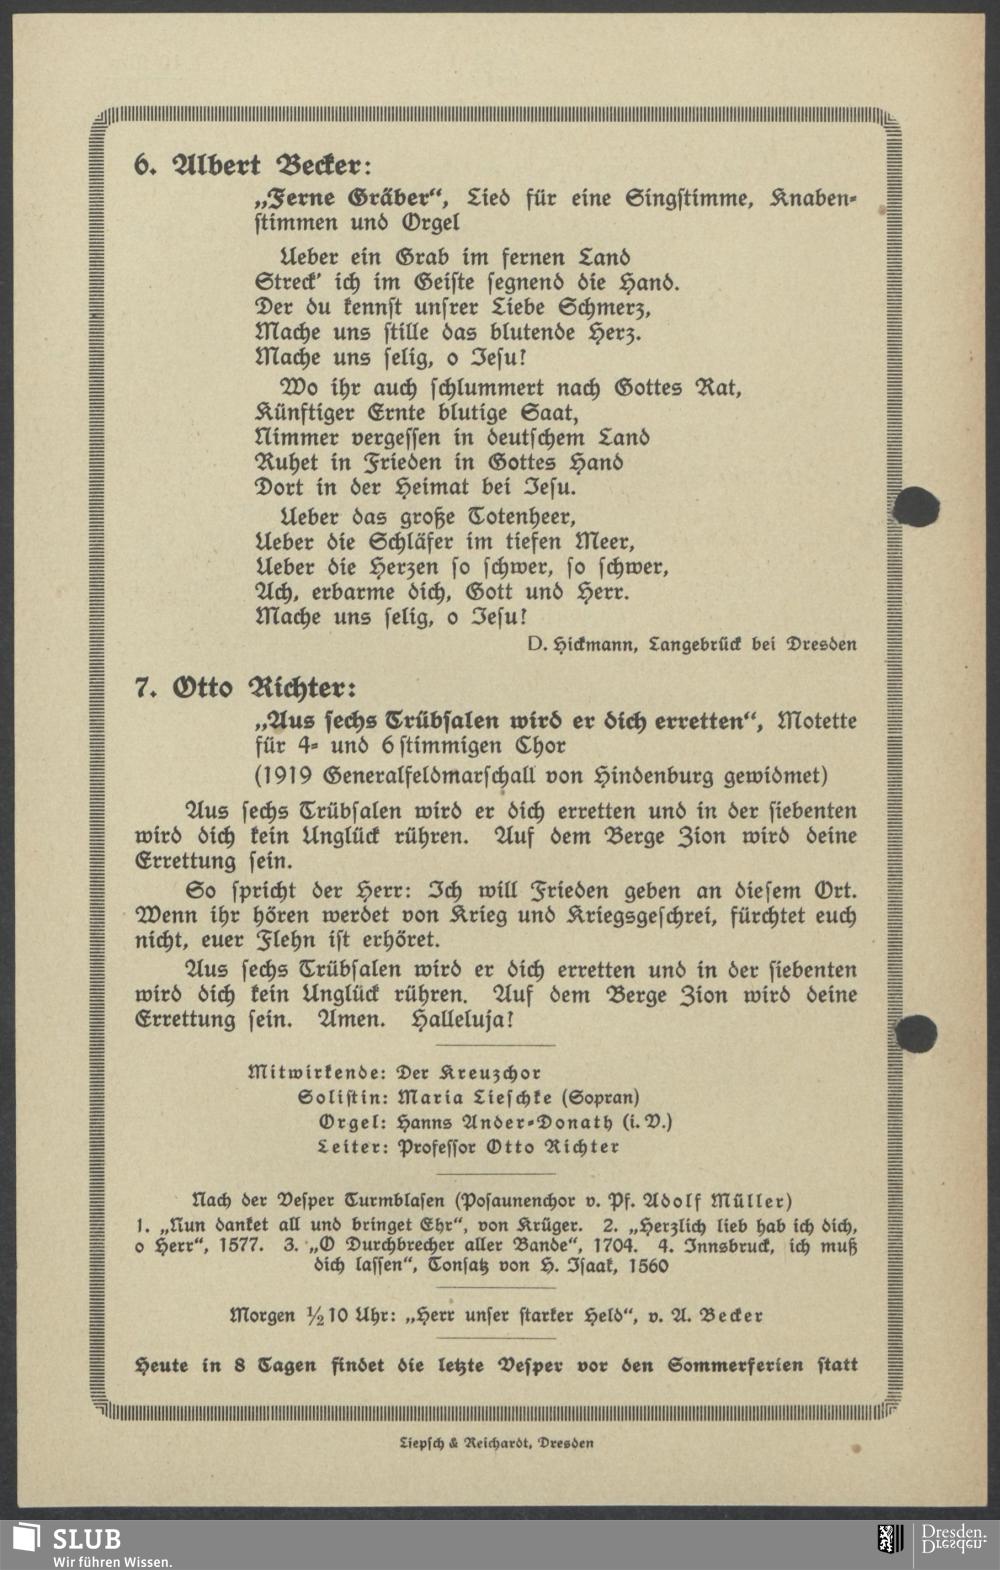 6. Albert Becker:
„Ferne Gräber“, Lied für eine Singstimme, Knaben-
stimmen und Orgel
Ueber ein Grab im fernen Land
Streck' ich im Geiste segnend die Hand.
Der du kennst unsrer Liebe Schmerz,
Mache uns stille das blutende Herz.
Mache uns selig, o Jesu!
Wo ihr auch schlummert nach Gottes Rat,
Künftiger Ernte blutige Saat,
Nimmer vergessen in deutschem Land
Ruhet in Frieden in Gottes Hand
Dort in der Heimat bei Jesu.
Ueber das große Totenheer,
Ueber die Schläfer im tiefen Meer,
Ueber die Herzen so schwer, so schwer,
Ach, erbarme dich, Gott und Herr.
Mache uns selig, o Jesu!
D. Hickmann, Langebrück bei Dresden
7. Otto Richter:
„Aus sechs Trübsalen wird er dich erretten“, Motette
für 4- und 6stimmigen Chor
(1919 Generalfeldmarschall von Hindenburg gewidmet)
Aus sechs Trübsalen wird er dich erretten und in der siebenten
wird dich kein Unglück rühren. Auf dem Berge Zion wird deine
Errettung sein.
So spricht der Herr: Ich will Frieden geben an diesem Ort.
Wenn ihr hören werdet von Krieg und Kriegsgeschrei, fürchtet euch
nicht, euer Flehn ist erhöret.
Aus sechs Trübsalen wird er dich erretten und in der siebenten
wird dich kein Unglück rühren. Auf dem Berge Zion wird deine
Errettung sein. Amen. Halleluja!
Mitwirkende: Der Kreuzchor
Solistin: Maria Lieschke (Sopran)
Orgel: Hanns Ander-Donath (i. V.)
Leiter: Professor Otto Richter
Nach der Vesper Turmblasen (Posaunenchor v. Pf. Adolf Müller)
1. „Nun danket all und bringet Ehr“, von Krüger. 2. „Herzlich lieb hab ich dich,
o Herr“, 1577. 3. „O Durchbrecher aller Bande“, 1704. 4. Innsbruck, ich muß
dich lassen“, Tonsatz von H. Isaak, 1560
Morgen ½10 Uhr: „Herr unser starker Held“, v. A. Becker
Heute in 8 Tagen findet die letzte Vesper vor den Sommerferien statt
Liepsch & Reichardt, Dresden
SLUB
Wir führen Wissen.
Dresden.
Dresden.